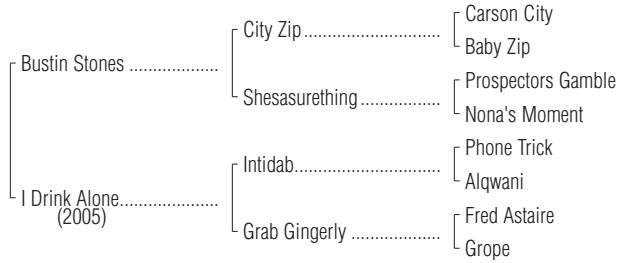 Carson City
City Zip....................
Baby Zip
Bustin Stones ..................
Prospectors Gamble
Shesasurething ................
Nona's Moment
Phone Trick
Intidab.....................
Alqwani
I Drink Alone....................
(2005)
Fred Astaire
Grab Gingerly ..................
Grope